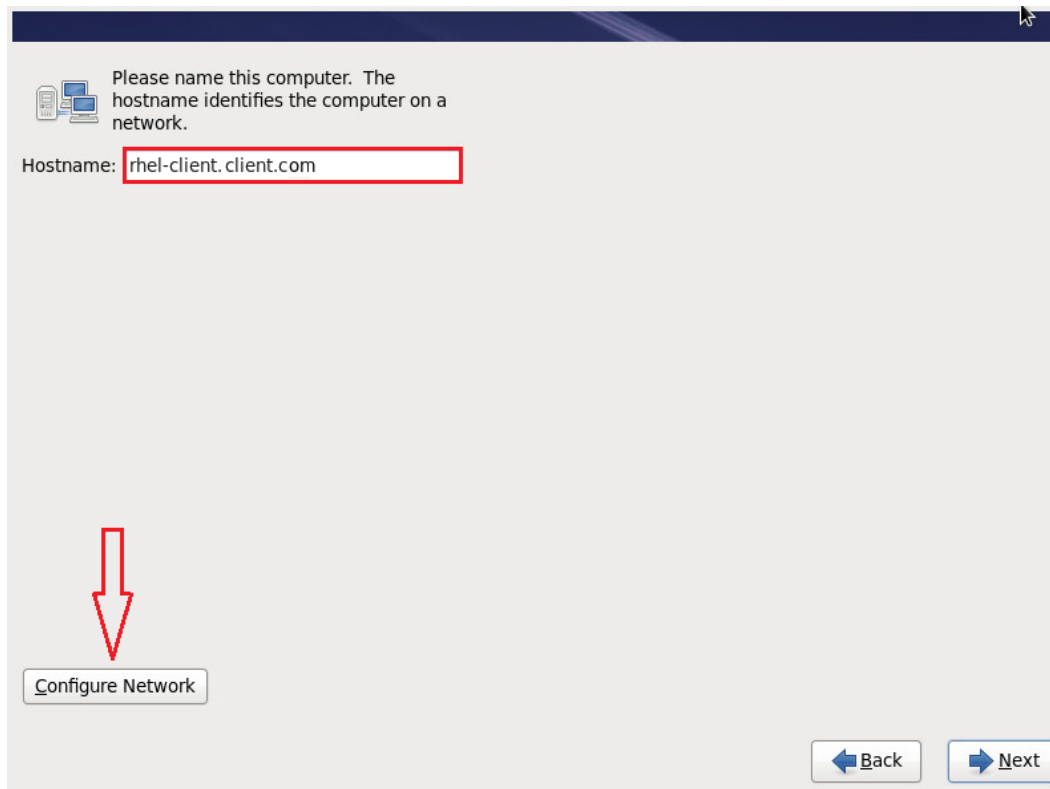 Please name this computer.  The
hostname identifies the computer on a
network.
Hostname: rhel-client.client.com
Configure Network
Back Next